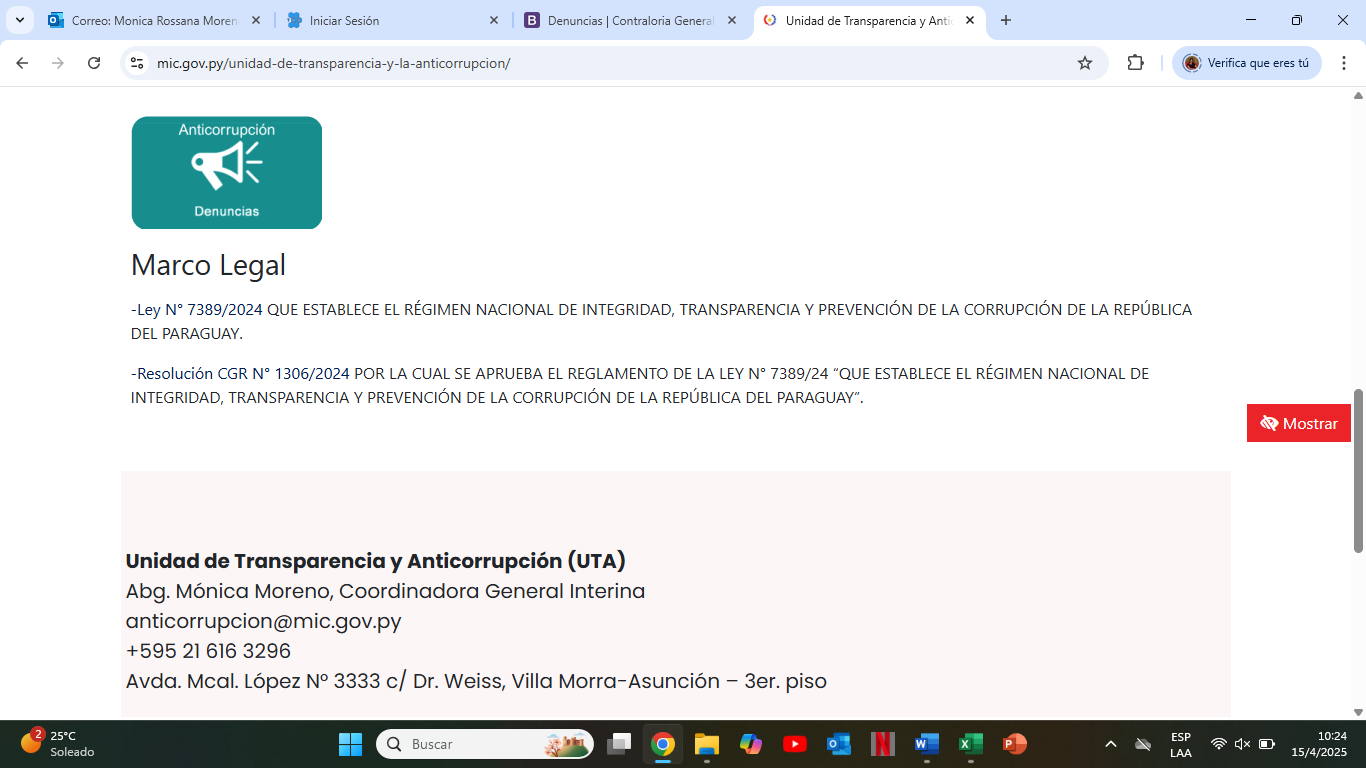 Correo: Monica Rossana Moren
Iniciar Sesión
Denuncias | Contraloria General
Unidad de Transparencia y Antic
mic.gov.py/unidad-de-transparencia-y-la-anticorrupcion/
Verifica que eres tú
Anticorrupción
Denuncias
Marco Legal
-Ley N° 7389/2024 QUE ESTABLECE EL RÉGIMEN NACIONAL DE INTEGRIDAD, TRANSPARENCIA Y PREVENCIÓN DE LA CORRUPCIÓN DE LA REPÚBLICA
DEL PARAGUAY.
-Resolución CGR N° 1306/2024 POR LA CUAL SE APRUEBA EL REGLAMENTO DE LA LEY N° 7389/24 “QUE ESTABLECE EL RÉGIMEN NACIONAL DE
INTEGRIDAD, TRANSPARENCIA Y PREVENCIÓN DE LA CORRUPCIÓN DE LA REPÚBLICA DEL PARAGUAY”.
Mostrar
Unidad de Transparencia y Anticorrupción (UTA)
Abg. Mónica Moreno, Coordinadora General Interina
anticorrupcion@mic.gov.py
+595 21 616 3296
Avda. Mcal. López Nº 3333 c/ Dr. Weiss, Villa Morra-Asunción – 3er. piso
2
25°C
Soleado
Buscar
ESP
LAA
10:24
15/4/2025